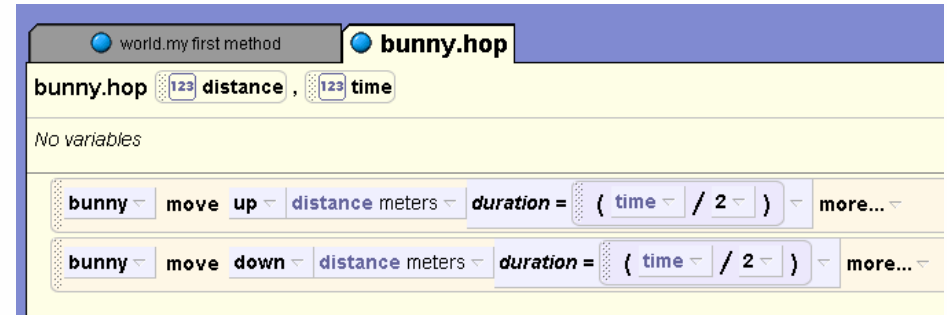 world.my first method bunny.hop
bunny.hop 123 distance , 123 time
No variables
bunny move up distance meters duration = ( time / 2 ) more...
bunny move down distance meters duration = ( time / 2 ) more...